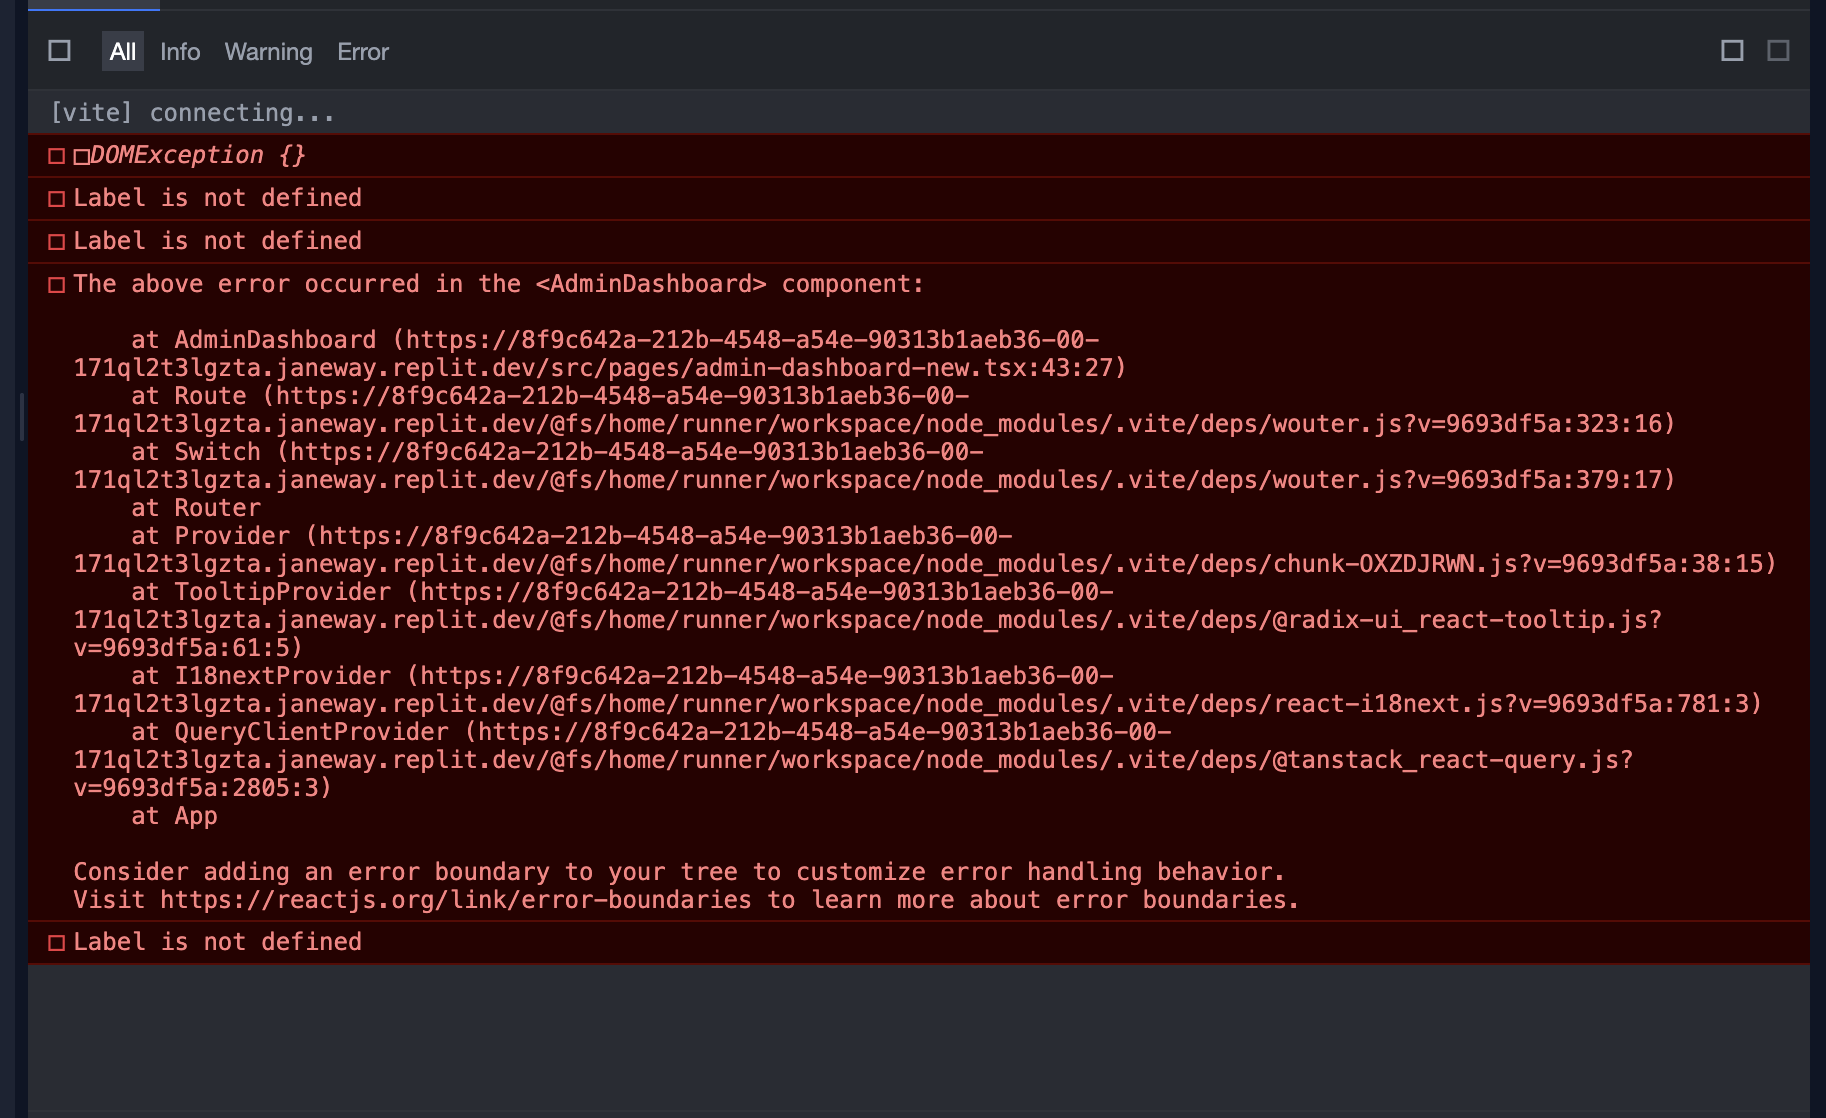 All Info Warning Error
[vite] connecting...
DOMException {}
Label is not defined
Label is not defined
The above error occurred in the <AdminDashboard> component:
at AdminDashboard (https://8f9c642a-212b-4548-a54e-90313b1aeb36-00-
171ql2t3lgzta.janeway.replit.dev/src/pages/admin-dashboard-new.tsx:43:27)
at Route (https://8f9c642a-212b-4548-a54e-90313b1aeb36-00-
171ql2t3lgzta.janeway.replit.dev/@fs/home/runner/workspace/node_modules/.vite/deps/wouter.js?v=9693df5a:323:16)
at Switch (https://8f9c642a-212b-4548-a54e-90313b1aeb36-00-
171ql2t3lgzta.janeway.replit.dev/@fs/home/runner/workspace/node_modules/.vite/deps/wouter.js?v=9693df5a:379:17)
at Router
at Provider (https://8f9c642a-212b-4548-a54e-90313b1aeb36-00-
171ql2t3lgzta.janeway.replit.dev/@fs/home/runner/workspace/node_modules/.vite/deps/chunk-OXZDJRWN.js?v=9693df5a:38:15)
at TooltipProvider (https://8f9c642a-212b-4548-a54e-90313b1aeb36-00-
171ql2t3lgzta.janeway.replit.dev/@fs/home/runner/workspace/node_modules/.vite/deps/@radix-ui_react-tooltip.js?
v=9693df5a:61:5)
at I18nextProvider (https://8f9c642a-212b-4548-a54e-90313b1aeb36-00-
171ql2t3lgzta.janeway.replit.dev/@fs/home/runner/workspace/node_modules/.vite/deps/react-i18next.js?v=9693df5a:781:3)
at QueryClientProvider (https://8f9c642a-212b-4548-a54e-90313b1aeb36-00-
171ql2t3lgzta.janeway.replit.dev/@fs/home/runner/workspace/node_modules/.vite/deps/@tanstack_react-query.js?
v=9693df5a:2805:3)
at App
Consider adding an error boundary to your tree to customize error handling behavior.
Visit https://reactjs.org/link/error-boundaries to learn more about error boundaries.
Label is not defined